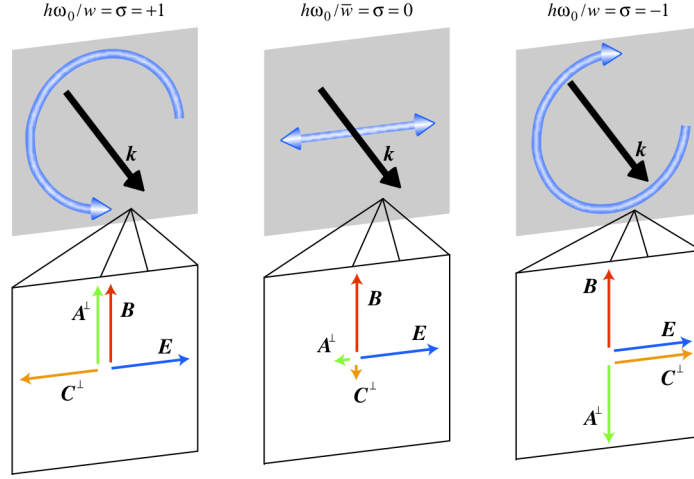 hω₀/w = σ = +1
hω₀/w̅ = σ = 0
hω₀/w = σ = −1
k
k
k
A⊥
B
E
C⊥
B
E
A⊥
C⊥
B
E
C⊥
A⊥